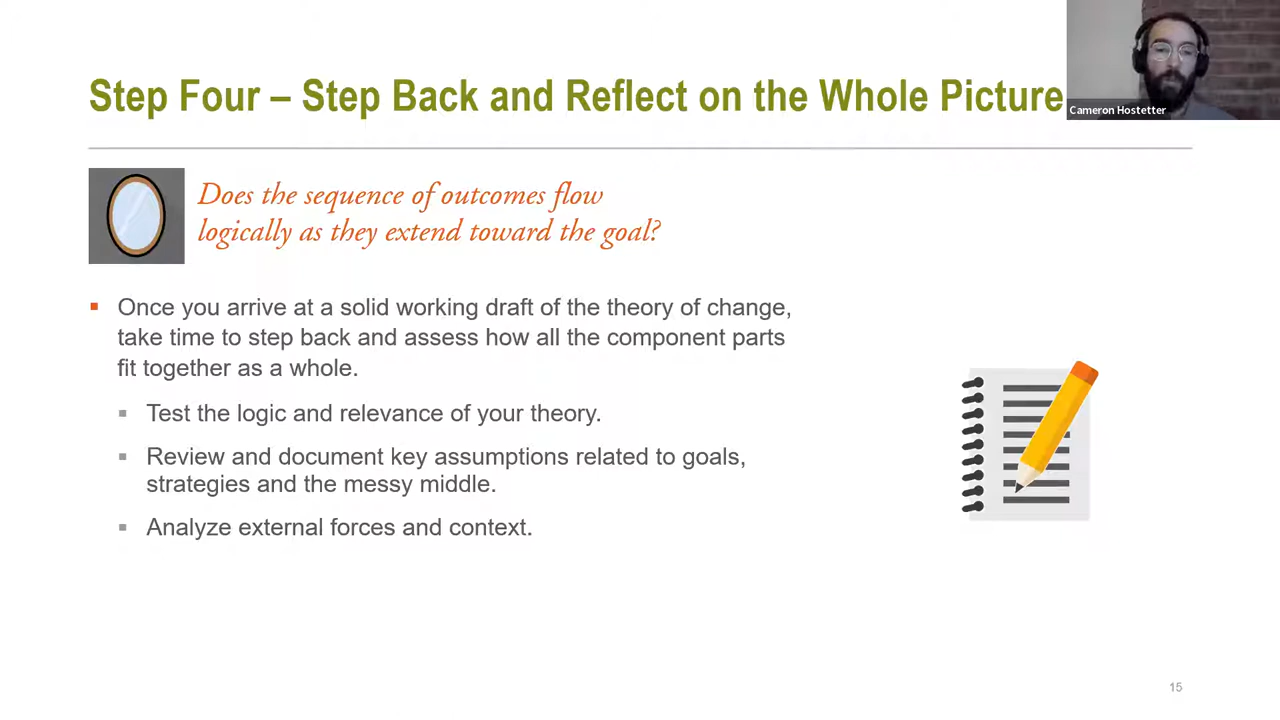 Step Four – Step Back and Reflect on the Whole Picture
Cameron Hostetter
Does the sequence of outcomes flow
logically as they extend toward the goal?
Once you arrive at a solid working draft of the theory of change,
take time to step back and assess how all the component parts
fit together as a whole.
Test the logic and relevance of your theory.
Review and document key assumptions related to goals,
strategies and the messy middle.
Analyze external forces and context.
15